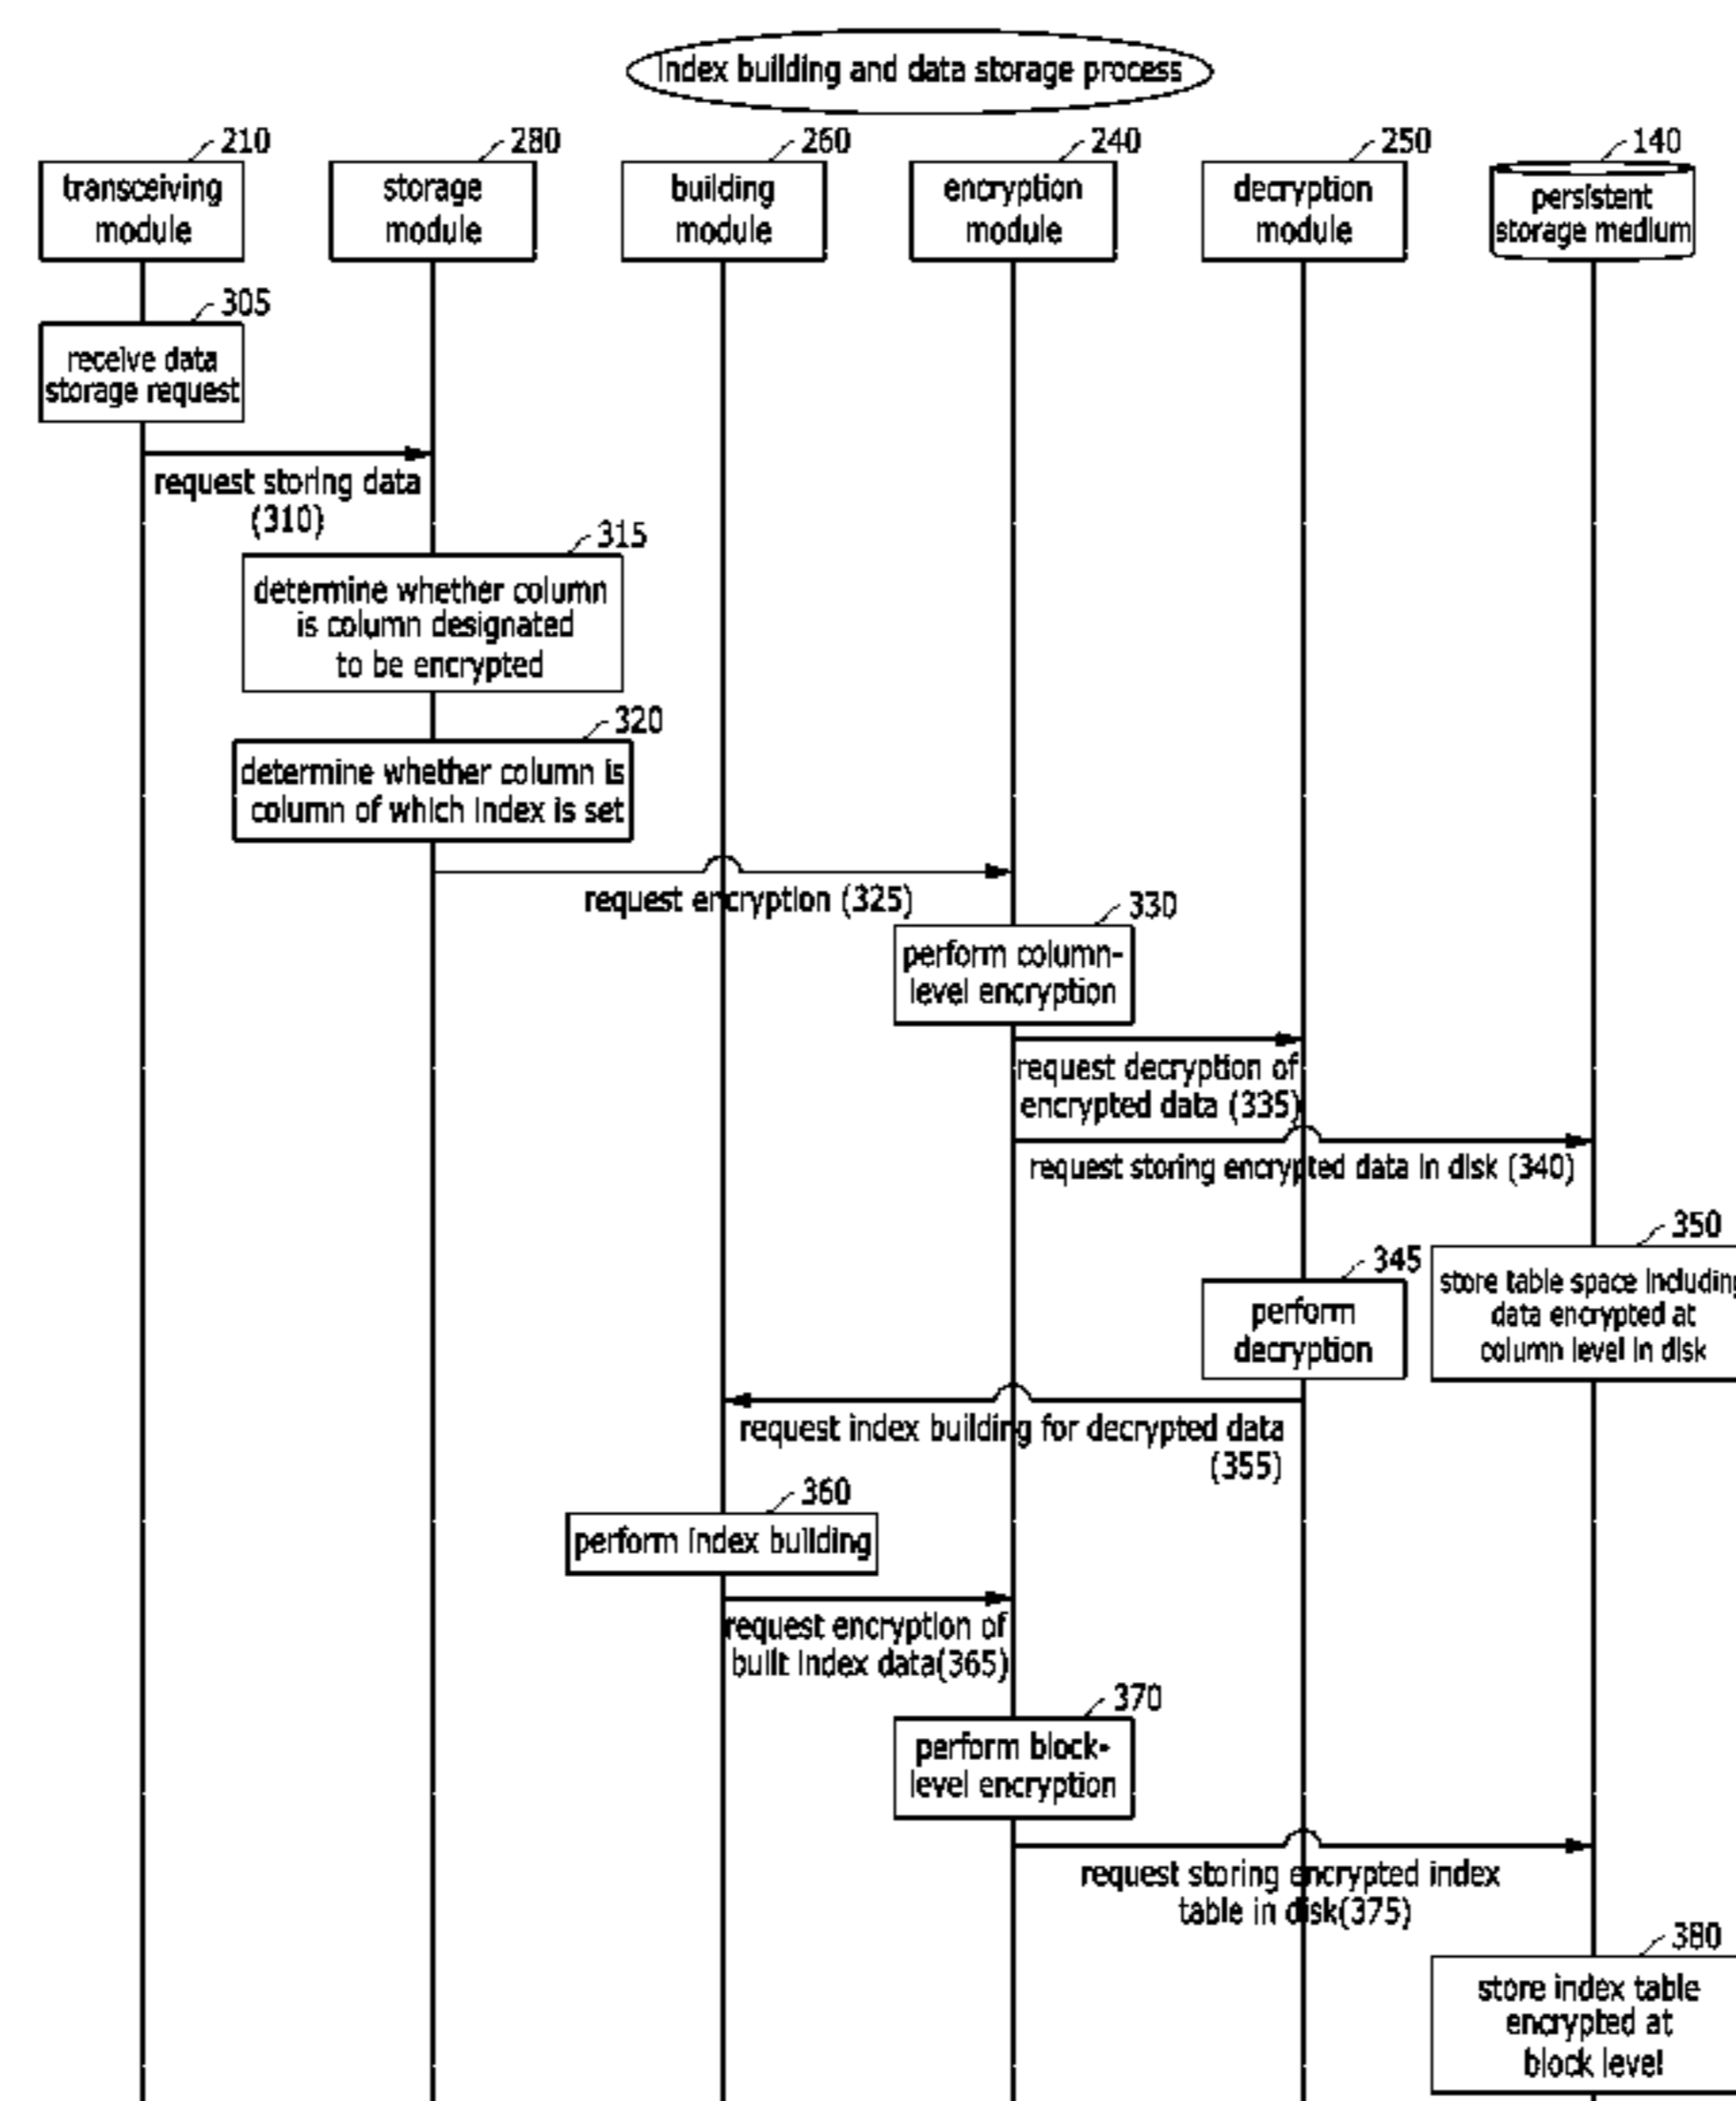 Index building and data storage process
210
280
260
240
250
140
transceiving
module
storage
module
building
module
encryption
module
decryption
module
persistent
storage medium
305
receive data
storage request
request storing data
(310)
315
determine whether column
is column designated
to be encrypted
320
determine whether column is
column of which index is set
request encryption (325)
330
perform column-
level encryption
request decryption of
encrypted data (335)
request storing encrypted data in disk (340)
350
store table space including
data encrypted at
column level in disk
345
perform
decryption
request index building for decrypted data
(355)
360
perform index building
request encryption of
built index data(365)
370
perform block-
level encryption
request storing encrypted index
table in disk(375)
380
store index table
encrypted at
block level